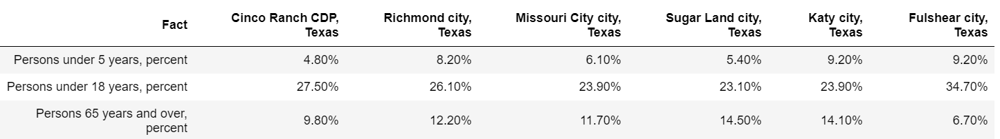 Fact Cinco Ranch CDP, Texas Richmond city, Texas Missouri City city, Texas Sugar Land city, Texas Katy city, Texas Fulshear city, Texas
Persons under 5 years, percent 4.80% 8.20% 6.10% 5.40% 9.20% 9.20%
Persons under 18 years, percent 27.50% 26.10% 23.90% 23.10% 23.90% 34.70%
Persons 65 years and over, percent 9.80% 12.20% 11.70% 14.50% 14.10% 6.70%